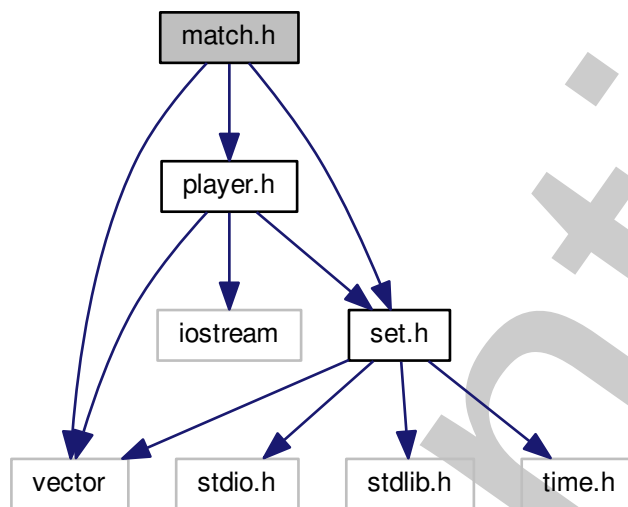 match.h
player.h
iostream
set.h
vector
stdio.h
stdlib.h
time.h